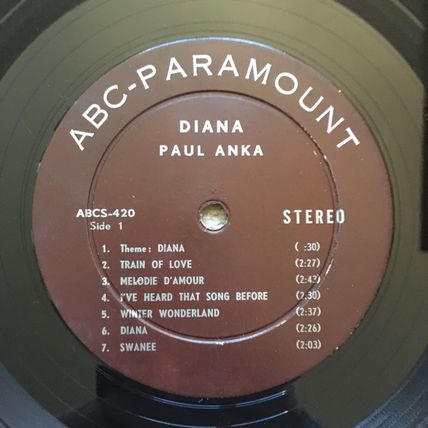 ABC-PARAMOUNT
DIANA
PAUL ANKA
ABCS-420 STEREO
Side 1
1. Theme: DIANA ( :30)
2. TRAIN OF LOVE (2:27)
3. MELODIE D'AMOUR (2:43)
4. I'VE HEARD THAT SONG BEFORE (2:30)
5. WINTER WONDERLAND (2:37)
6. DIANA (2:26)
7. SWANEE (2:03)